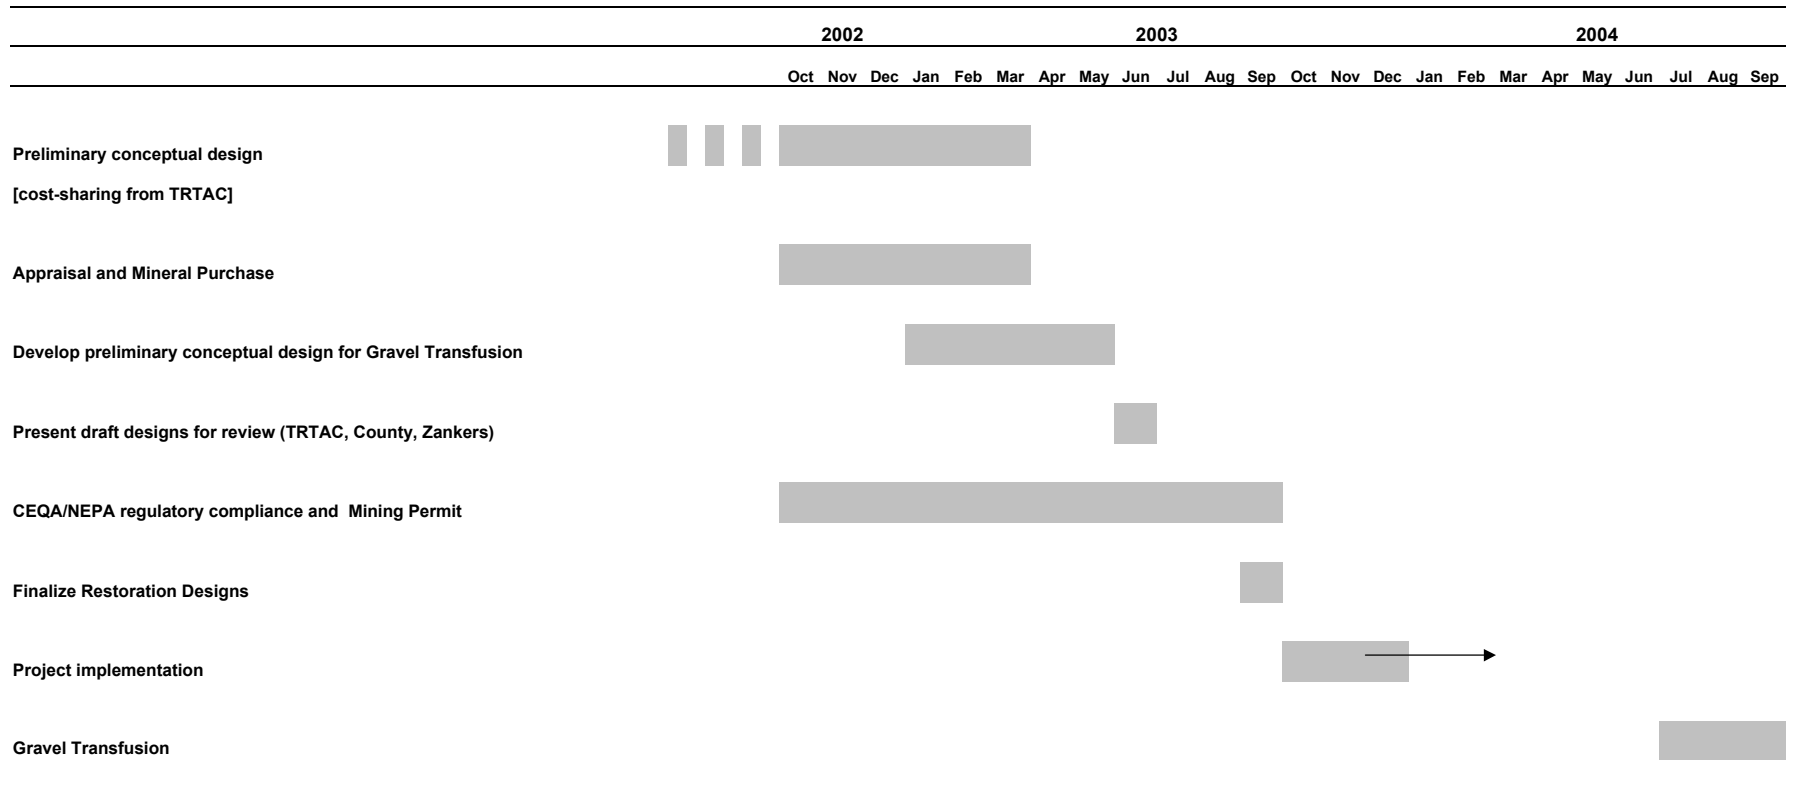 2002 2003 2004
Oct Nov Dec Jan Feb Mar Apr May Jun Jul Aug Sep Oct Nov Dec Jan Feb Mar Apr May Jun Jul Aug Sep
Preliminary conceptual design
[cost-sharing from TRTAC]
Appraisal and Mineral Purchase
Develop preliminary conceptual design for Gravel Transfusion
Present draft designs for review (TRTAC, County, Zankers)
CEQA/NEPA regulatory compliance and  Mining Permit
Finalize Restoration Designs
Project implementation
Gravel Transfusion